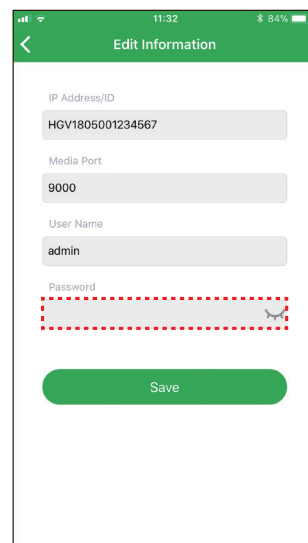 11:32
84%
Edit Information
IP Address/ID
HGV1805001234567
Media Port
9000
User Name
admin
Password
Save